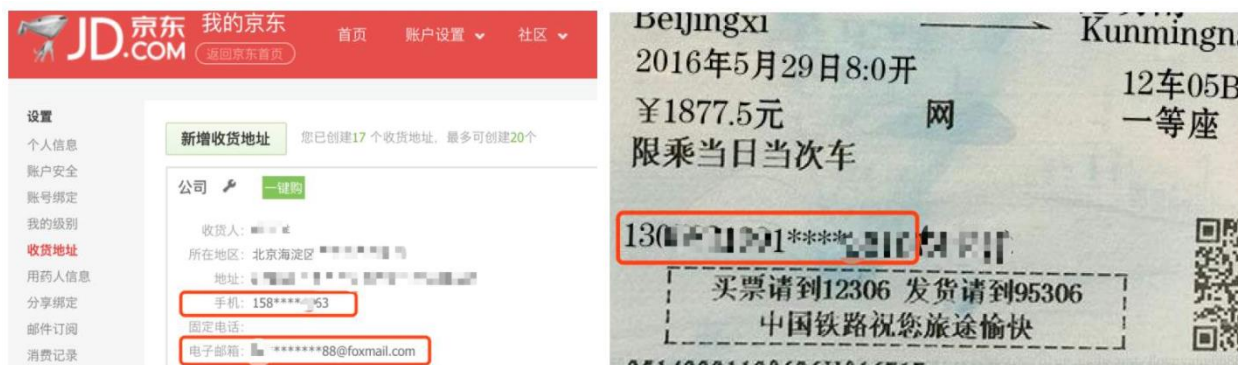 JD.COM 京东
我的京东
返回京东首页
首页 账户设置 社区
设置
个人信息
账户安全
账号绑定
我的级别
收货地址
用药人信息
分享绑定
邮件订阅
消费记录
新增收货地址 您已创建17 个收货地址，最多可创建20个
公司 一键购
收货人：
所在地区：北京海淀区
地址：
手机：158****63
固定电话：
电子邮箱： *******88@foxmail.com
Beijingxi Kunmingna
2016年5月29日8:0开 12车05B
¥1877.5元 网 一等座
限乘当日当次车
130
买票请到12306 发货请到95306
中国铁路祝您旅途愉快